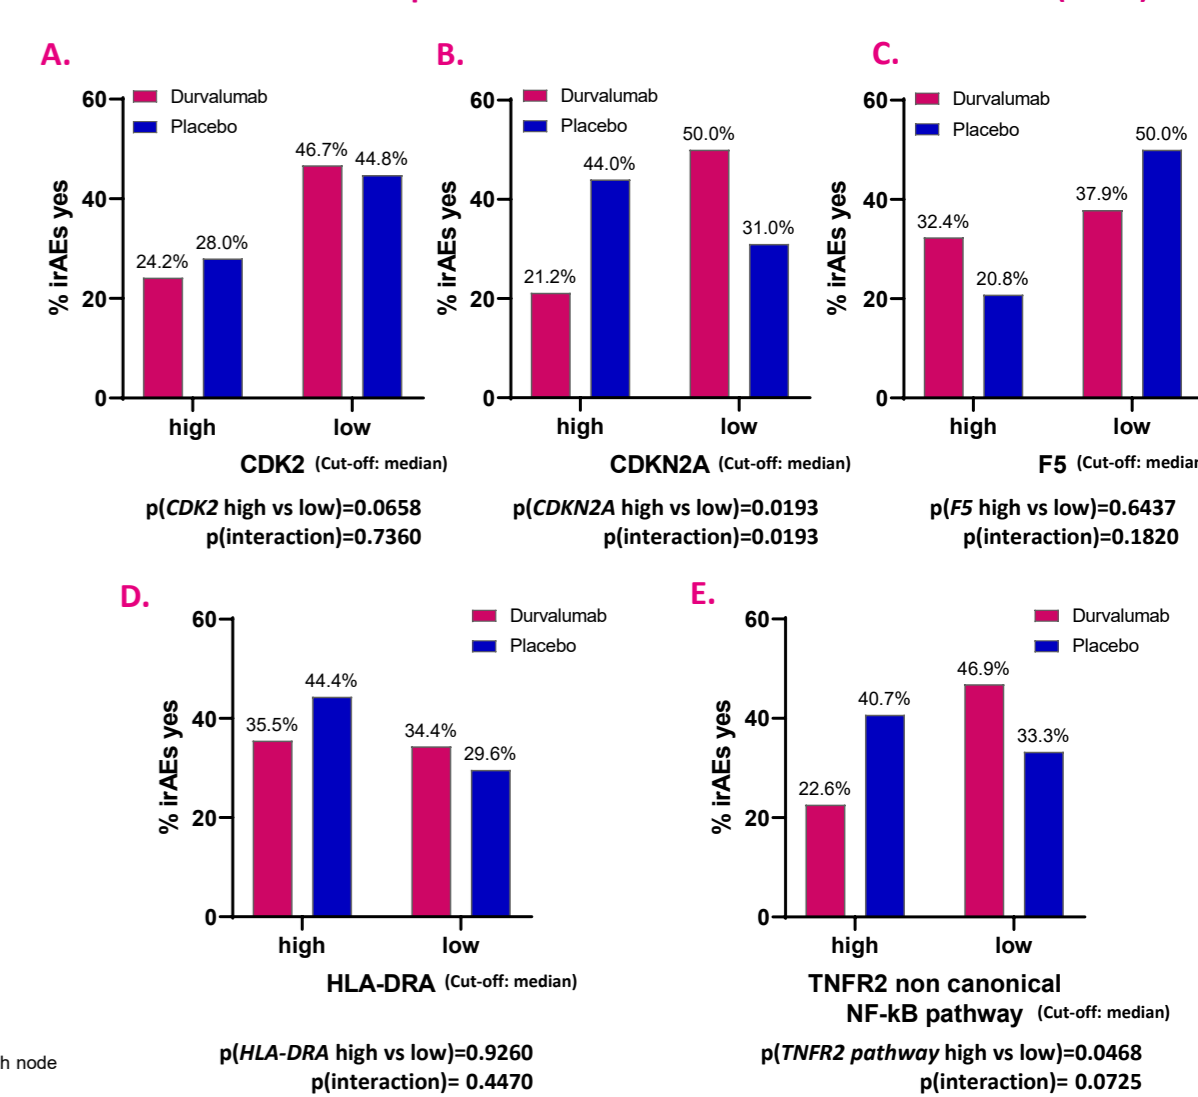 A.
60
40
20
0
% irAEs yes
Durvalumab
Placebo
24.2%
28.0%
46.7%
44.8%
high
low
CDK2 (Cut-off: median)
p(CDK2 high vs low)=0.0658
p(interaction)=0.7360
B.
60
40
20
0
% irAEs yes
Durvalumab
Placebo
21.2%
44.0%
50.0%
31.0%
high
low
CDKN2A (Cut-off: median)
p(CDKN2A high vs low)=0.0193
p(interaction)=0.0193
C.
60
40
20
0
% irAEs yes
Durvalumab
Placebo
32.4%
20.8%
37.9%
50.0%
high
low
F5 (Cut-off:
p(F5 high vs low)=0.6437
p(interaction)=0.1820
D.
60
40
20
0
% irAEs yes
Durvalumab
Placebo
35.5%
44.4%
34.4%
29.6%
high
low
HLA-DRA (Cut-off: median)
p(HLA-DRA high vs low)=0.9260
p(interaction)= 0.4470
E.
60
40
20
0
% irAEs yes
Durvalumab
Placebo
22.6%
40.7%
46.9%
33.3%
high
low
TNFR2 non canonical
NF-kB pathway (Cut-off: median)
p(TNFR2 pathway high vs low)=0.0468
p(interaction)= 0.0725
h node